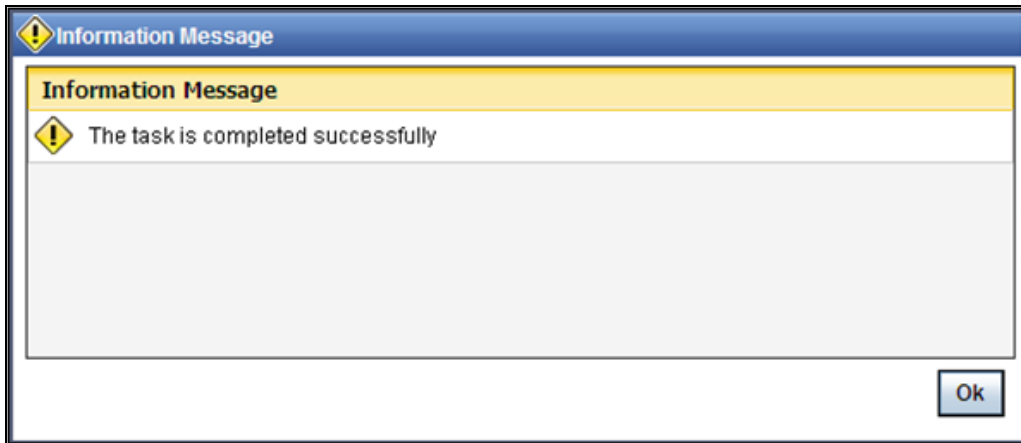 Information Message
Information Message
The task is completed successfully
Ok